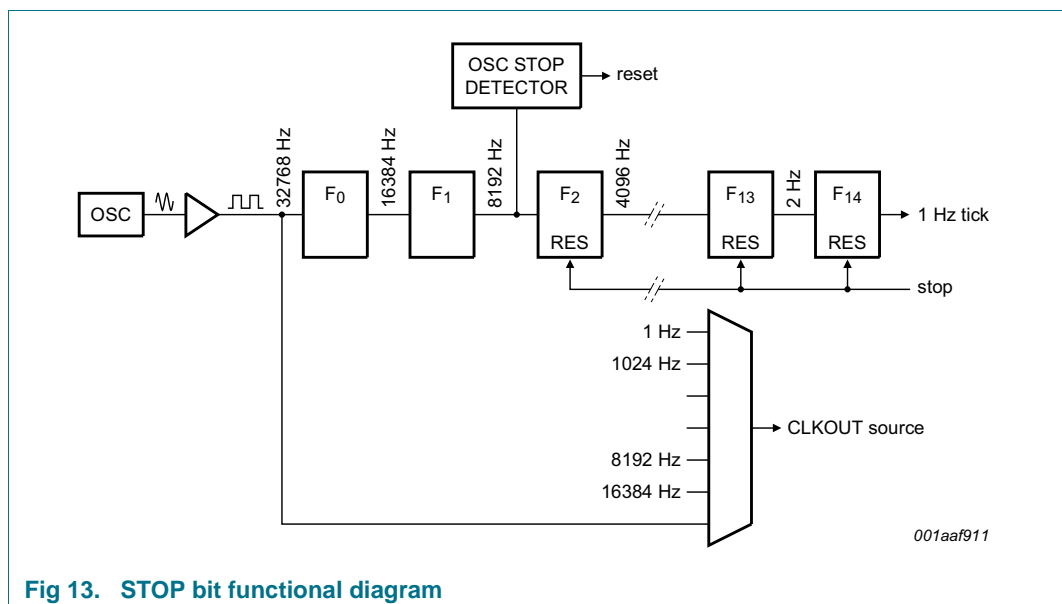 OSC STOP
DETECTOR
reset
32768 Hz
16384 Hz
8192 Hz
4096 Hz
2 Hz
OSC
F0
F1
F2
RES
F13
RES
F14
RES
1 Hz tick
stop
1 Hz
1024 Hz
CLKOUT source
8192 Hz
16384 Hz
001aaf911
Fig 13. STOP bit functional diagram